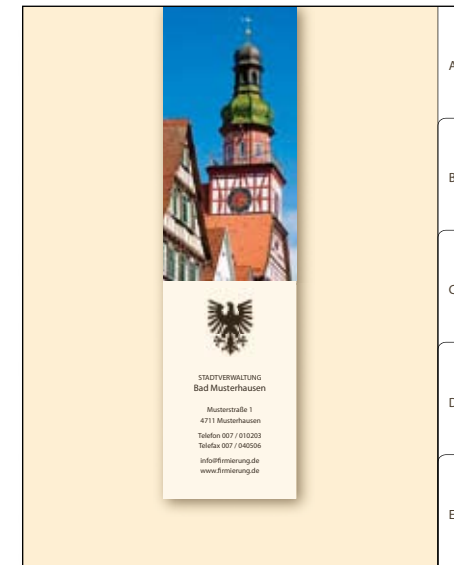 STADTVERWALTUNG
Bad Musterhausen
Musterstraße 1
4711 Musterhausen
Telefon 007 / 010203
Telefax 007 / 040506
info@firmierung.de
www.firmierung.de
A
B
C
D
E